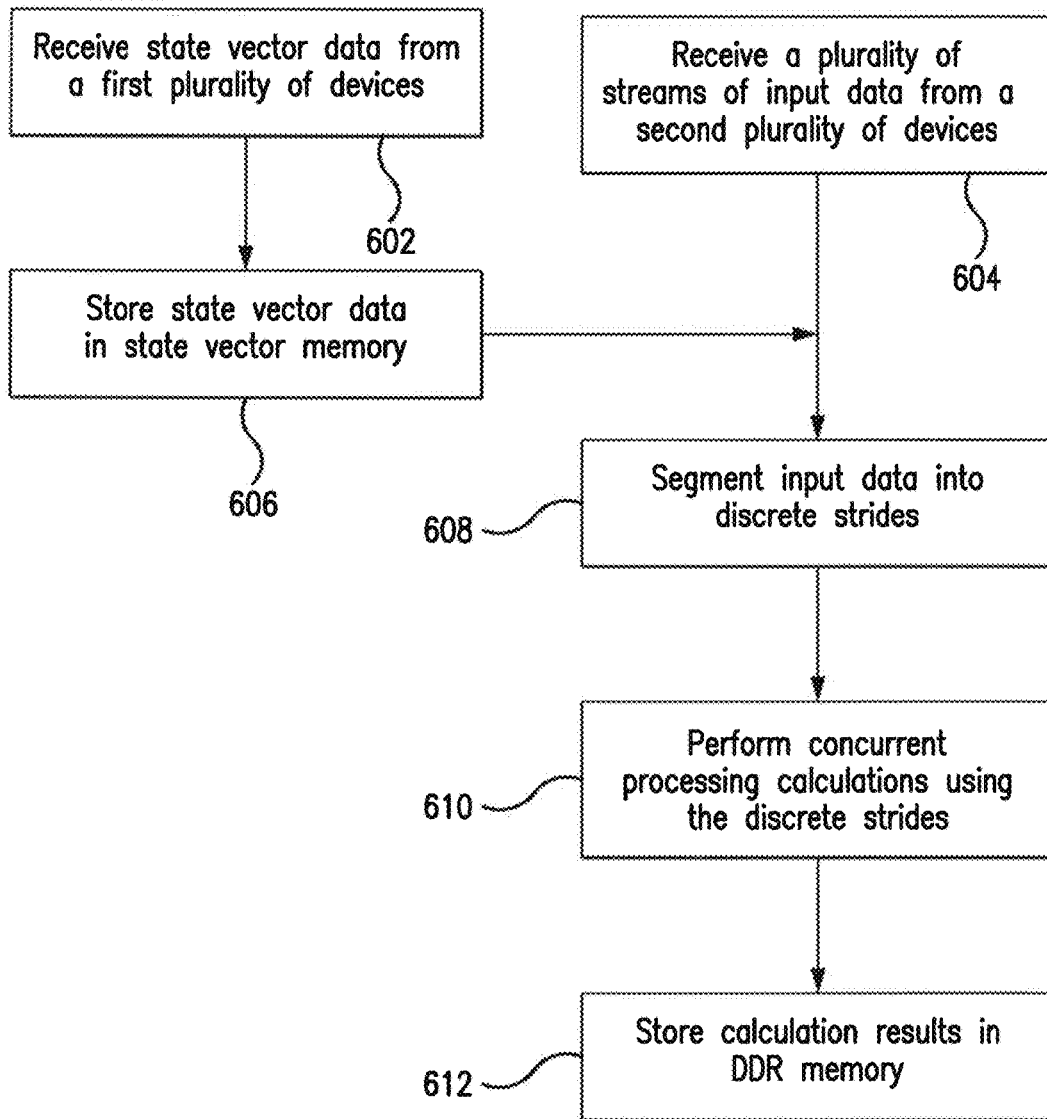 Receive state vector data from
a first plurality of devices
602
Receive a plurality of
streams of input data from a
second plurality of devices
604
Store state vector data
in state vector memory
606
Segment input data into
discrete strides
608
Perform concurrent
processing calculations using
the discrete strides
610
Store calculation results in
DDR memory
612